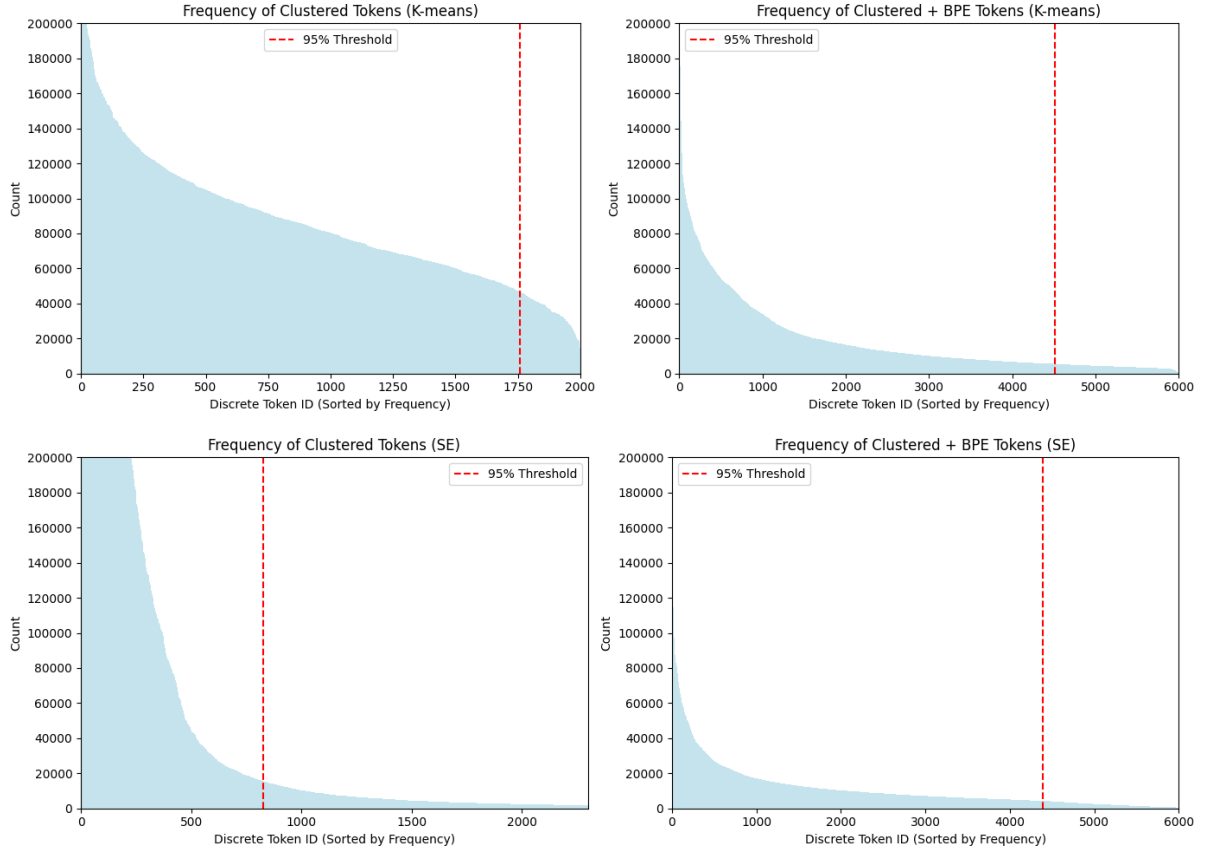 Frequency of Clustered Tokens (K-means)
200000
180000
160000
140000
120000
100000
80000
60000
40000
20000
0
Count
95% Threshold
0 250 500 750 1000 1250 1500 1750 2000
Discrete Token ID (Sorted by Frequency)
Frequency of Clustered + BPE Tokens (K-means)
200000
180000
160000
140000
120000
100000
80000
60000
40000
20000
0
Count
95% Threshold
0 1000 2000 3000 4000 5000 6000
Discrete Token ID (Sorted by Frequency)
Frequency of Clustered Tokens (SE)
200000
180000
160000
140000
120000
100000
80000
60000
40000
20000
0
Count
95% Threshold
0 500 1000 1500 2000
Discrete Token ID (Sorted by Frequency)
Frequency of Clustered + BPE Tokens (SE)
200000
180000
160000
140000
120000
100000
80000
60000
40000
20000
0
Count
95% Threshold
0 1000 2000 3000 4000 5000 6000
Discrete Token ID (Sorted by Frequency)